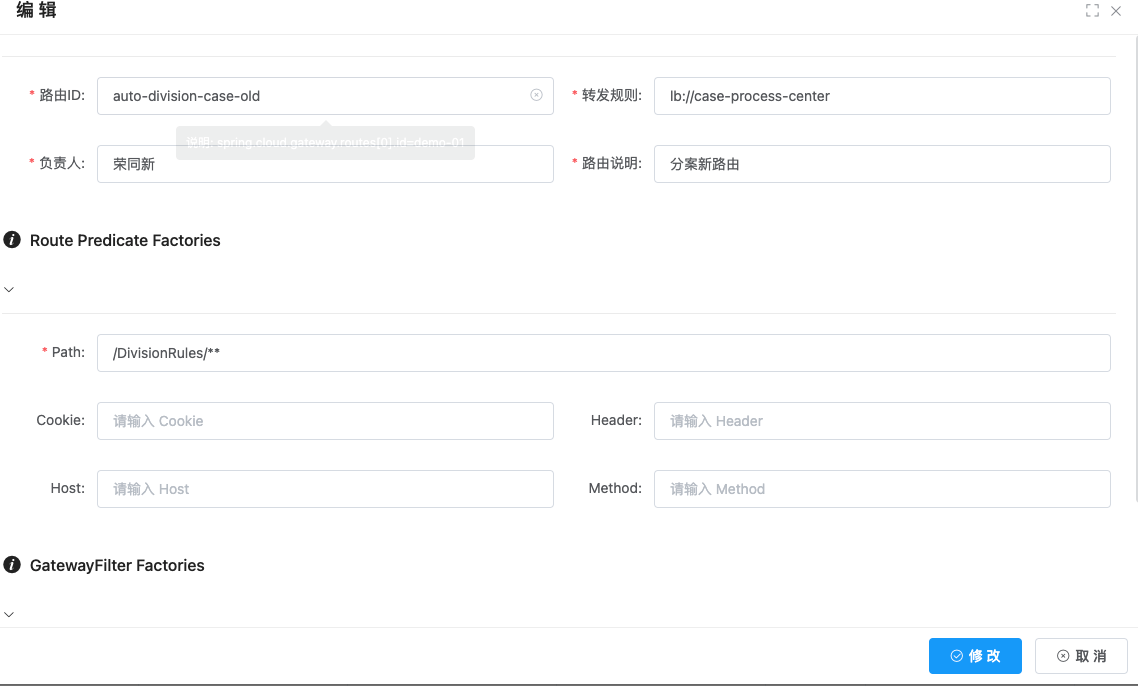 编 辑
* 路由ID: auto-division-case-old
* 转发规则: lb://case-process-center
说明: spring.cloud.gateway.routes[0].id=demo-01
* 负责人: 荣同新
* 路由说明: 分案新路由
Route Predicate Factories
* Path: /DivisionRules/**
Cookie: 请输入 Cookie
Header: 请输入 Header
Host: 请输入 Host
Method: 请输入 Method
GatewayFilter Factories
修 改
取 消